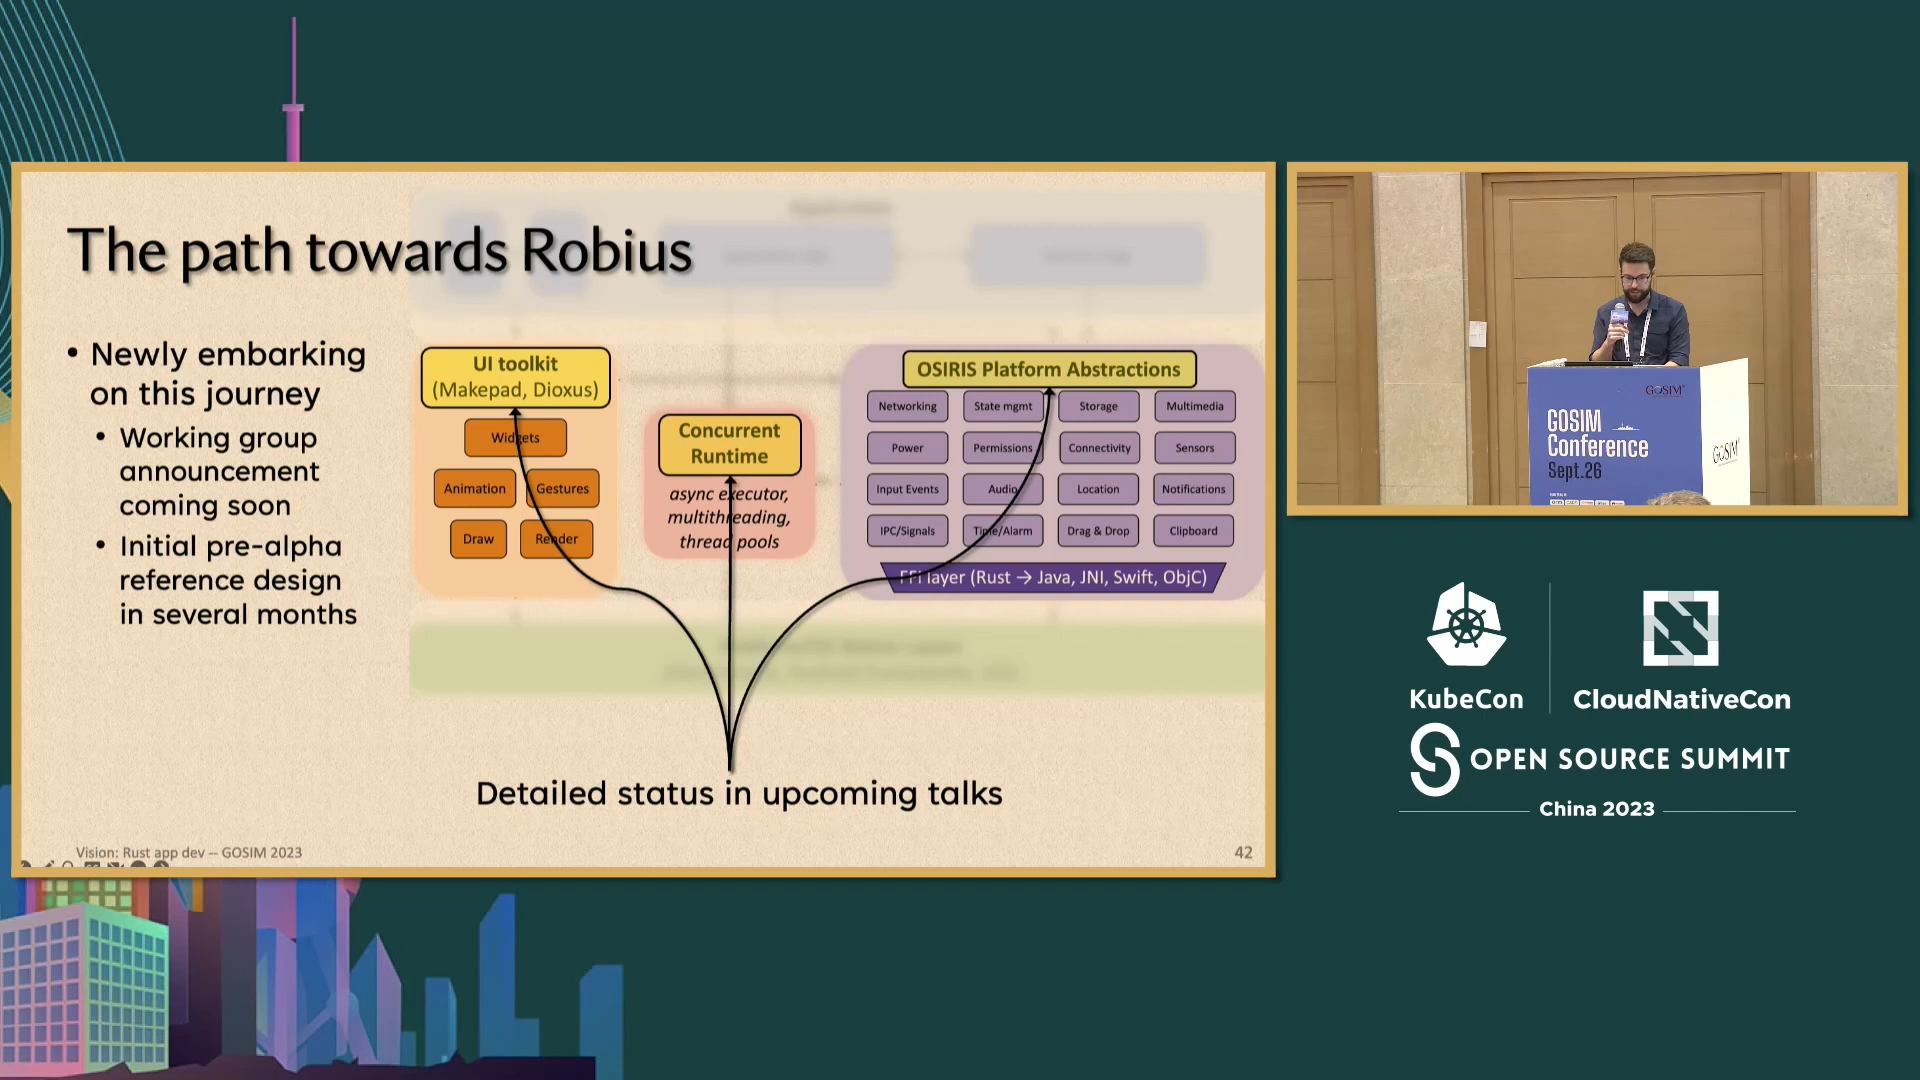 The path towards Robius
• Newly embarking
on this journey
• Working group
announcement
coming soon
• Initial pre-alpha
reference design
in several months
UI toolkit
(Makepad, Dioxus)
Widgets
Animation
Gestures
Draw
Render
Concurrent
Runtime
async executor,
multithreading,
thread pools
OSIRIS Platform Abstractions
Networking
State mgmt
Storage
Multimedia
Power
Permissions
Connectivity
Sensors
Input Events
Audio
Location
Notifications
IPC/Signals
Time/Alarm
Drag & Drop
Clipboard
FFI layer (Rust → Java, JNI, Swift, ObjC)
Detailed status in upcoming talks
Vision: Rust app dev -- GOSIM 2023
42
GOSIM
GOSIM
Conference
Sept.26
GOSIM
KubeCon
CloudNativeCon
OPEN SOURCE SUMMIT
China 2023